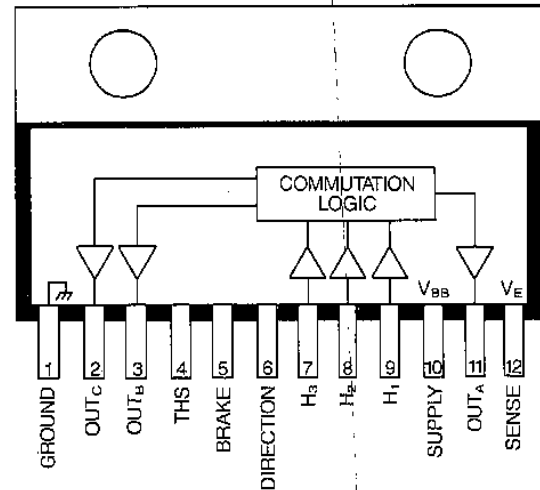 COMMUTATION
LOGIC
VBB
VE
1
2
3
4
5
6
7
8
9
10
11
12
GROUND
OUTC
OUTB
THS
BRAKE
DIRECTION
H3
H2
H1
SUPPLY
OUTA
SENSE